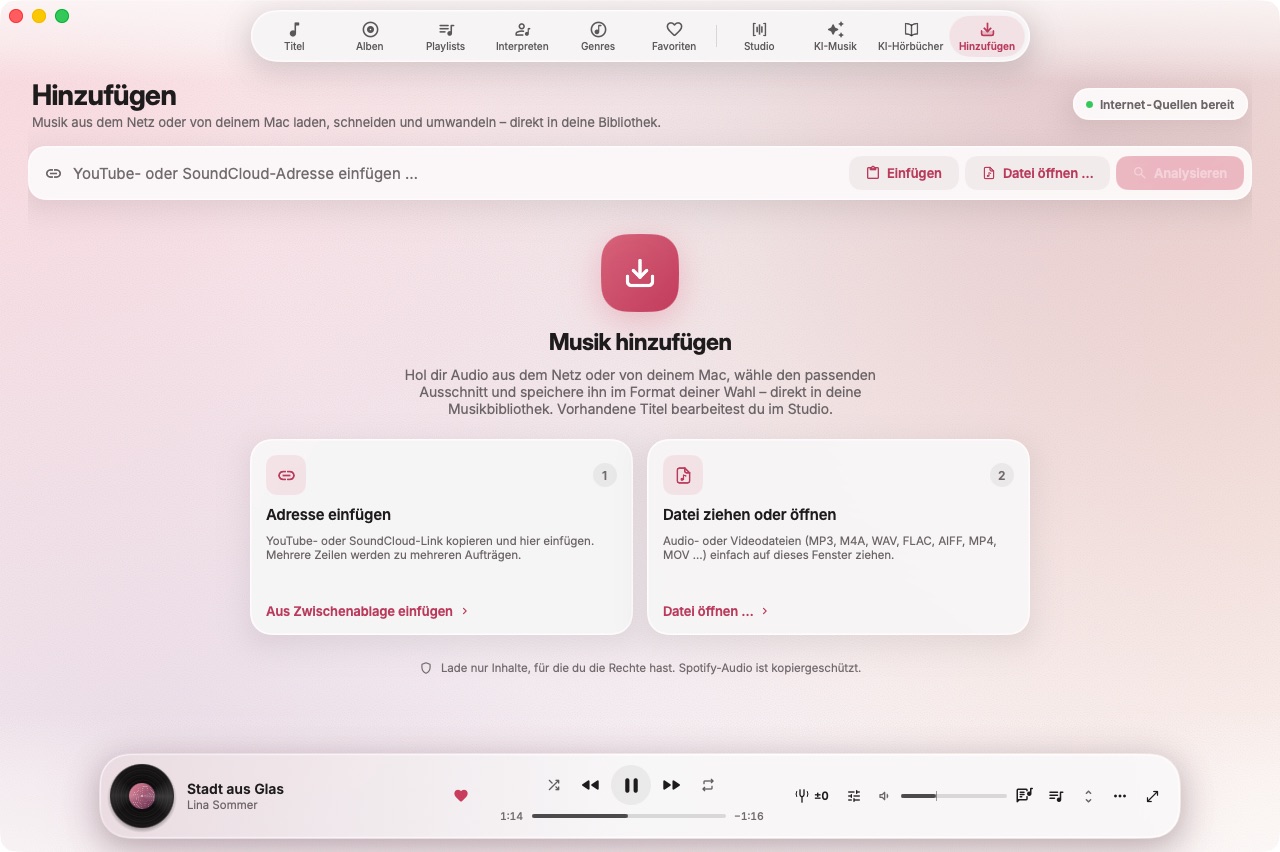 Titel
Alben
Playlists
Interpreten
Genres
Favoriten
Studio
KI-Musik
KI-Hörbücher
Hinzufügen
Hinzufügen
Musik aus dem Netz oder von deinem Mac laden, schneiden und umwandeln – direkt in deine Bibliothek.
Internet-Quellen bereit
YouTube- oder SoundCloud-Adresse einfügen ...
Einfügen
Datei öffnen ...
Analysieren
Musik hinzufügen
Hol dir Audio aus dem Netz oder von deinem Mac, wähle den passenden
Ausschnitt und speichere ihn im Format deiner Wahl – direkt in deine
Musikbibliothek. Vorhandene Titel bearbeitest du im Studio.
1
Adresse einfügen
YouTube- oder SoundCloud-Link kopieren und hier einfügen.
Mehrere Zeilen werden zu mehreren Aufträgen.
Aus Zwischenablage einfügen
2
Datei ziehen oder öffnen
Audio- oder Videodateien (MP3, M4A, WAV, FLAC, AIFF, MP4,
MOV ...) einfach auf dieses Fenster ziehen.
Datei öffnen ...
Lade nur Inhalte, für die du die Rechte hast. Spotify-Audio ist kopiergeschützt.
Stadt aus Glas
Lina Sommer
1:14
−1:16
±0